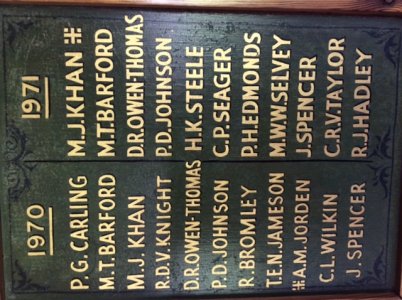 1970
P.G. CARLING
M.T. BARFORD
M.J. KHAN
R.D.V. KNIGHT
D.R. OWEN-THOMAS
P.D. JOHNSON
R. BROMLEY
T.E.N. JAMESON
⁜ A.M. JORDEN
C.L. WILKIN
J. SPENCER
1971
M.J. KHAN ⁜
M.T. BARFORD
D.R. OWEN-THOMAS
P.D. JOHNSON
H.K. STEELE
C.P. SEAGER
P.H. EDMONDS
M.W.W. SELVEY
J. SPENCER
C.R.V. TAYLOR
R.J. HADLEY